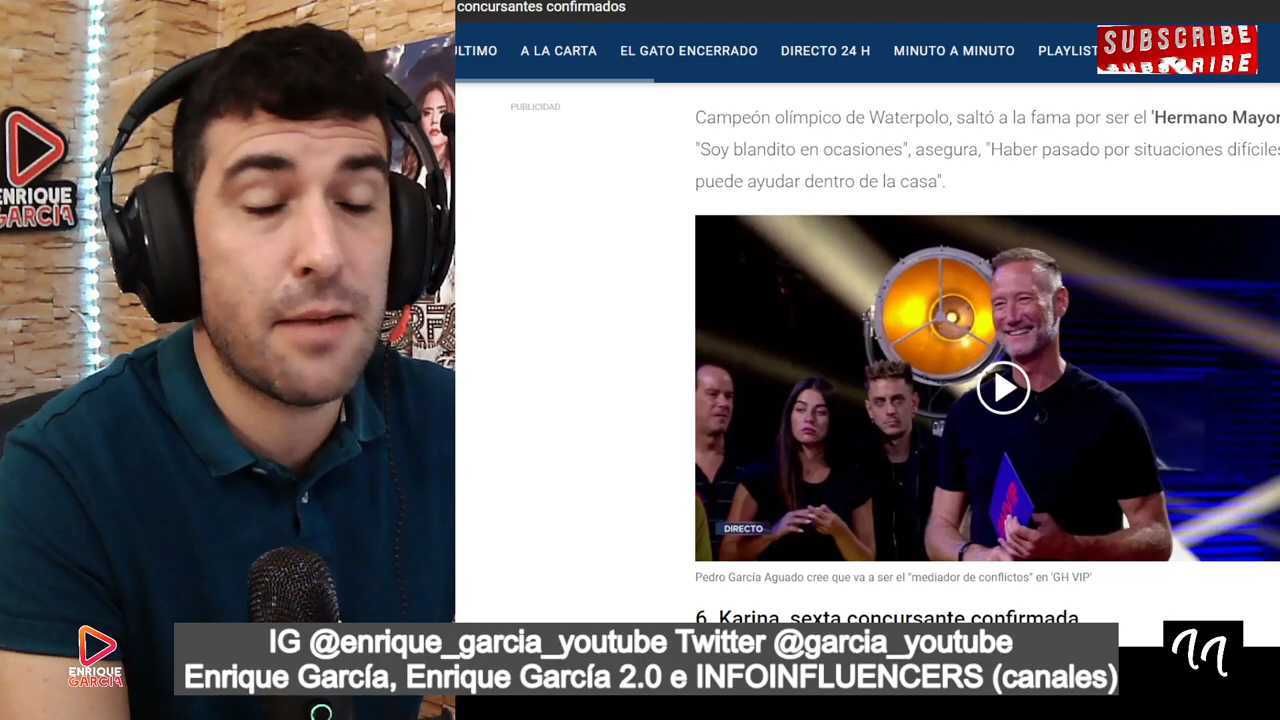 concursantes confirmados
ÚLTIMO A LA CARTA EL GATO ENCERRADO DIRECTO 24 H MINUTO A MINUTO PLAYLIST
SUBSCRIBE
SUBSCRIBE
PUBLICIDAD
Campeón olímpico de Waterpolo, saltó a la fama por ser el 'Hermano Mayor
"Soy blandito en ocasiones", asegura, "Haber pasado por situaciones difíciles
puede ayudar dentro de la casa".
ENRIQUE
GARCIA
DIRECTO
Pedro García Aguado cree que va a ser el "mediador de conflictos" en 'GH VIP'
6. Karina, sexta concursante confirmada
IG @enrique_garcia_youtube Twitter @garcia_youtube
Enrique García, Enrique García 2.0 e INFOINFLUENCERS (canales)
ENRIQUE
GARCIA